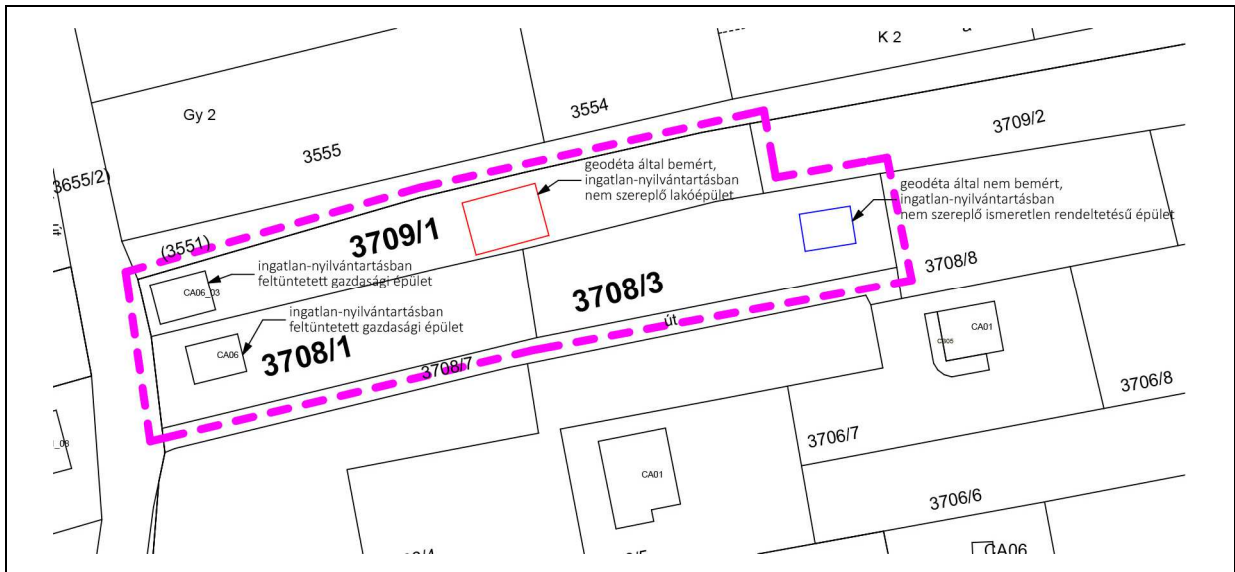 K 2
Gy 2
3554
3709/2
3555
3655/2)
geodéta által bemért,
ingatlan-nyilvántartásban
nem szereplő lakóépület
geodéta által nem bemért,
ingatlan-nyilvántartásban
nem szereplő ismeretlen rendeltetésű épület
(3551)
3709/1
ingatlan-nyilvántartásban
feltüntetett gazdasági épület
CA06_03
3708/8
3708/3
ingatlan-nyilvántartásban
feltüntetett gazdasági épület
út
CA01
CB05
CA06
3708/1
3708/7
3706/8
3706/7
CA01
3706/6
CA06